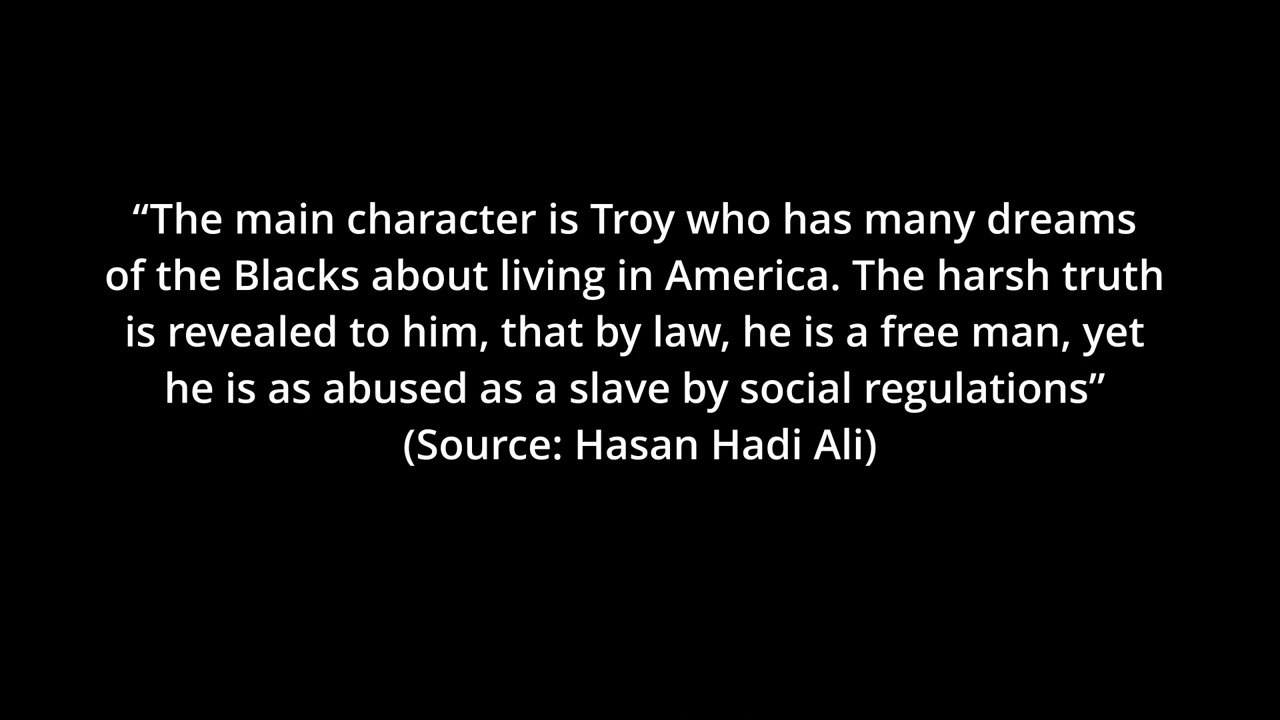 “The main character is Troy who has many dreams
of the Blacks about living in America. The harsh truth
is revealed to him, that by law, he is a free man, yet
he is as abused as a slave by social regulations”
(Source: Hasan Hadi Ali)